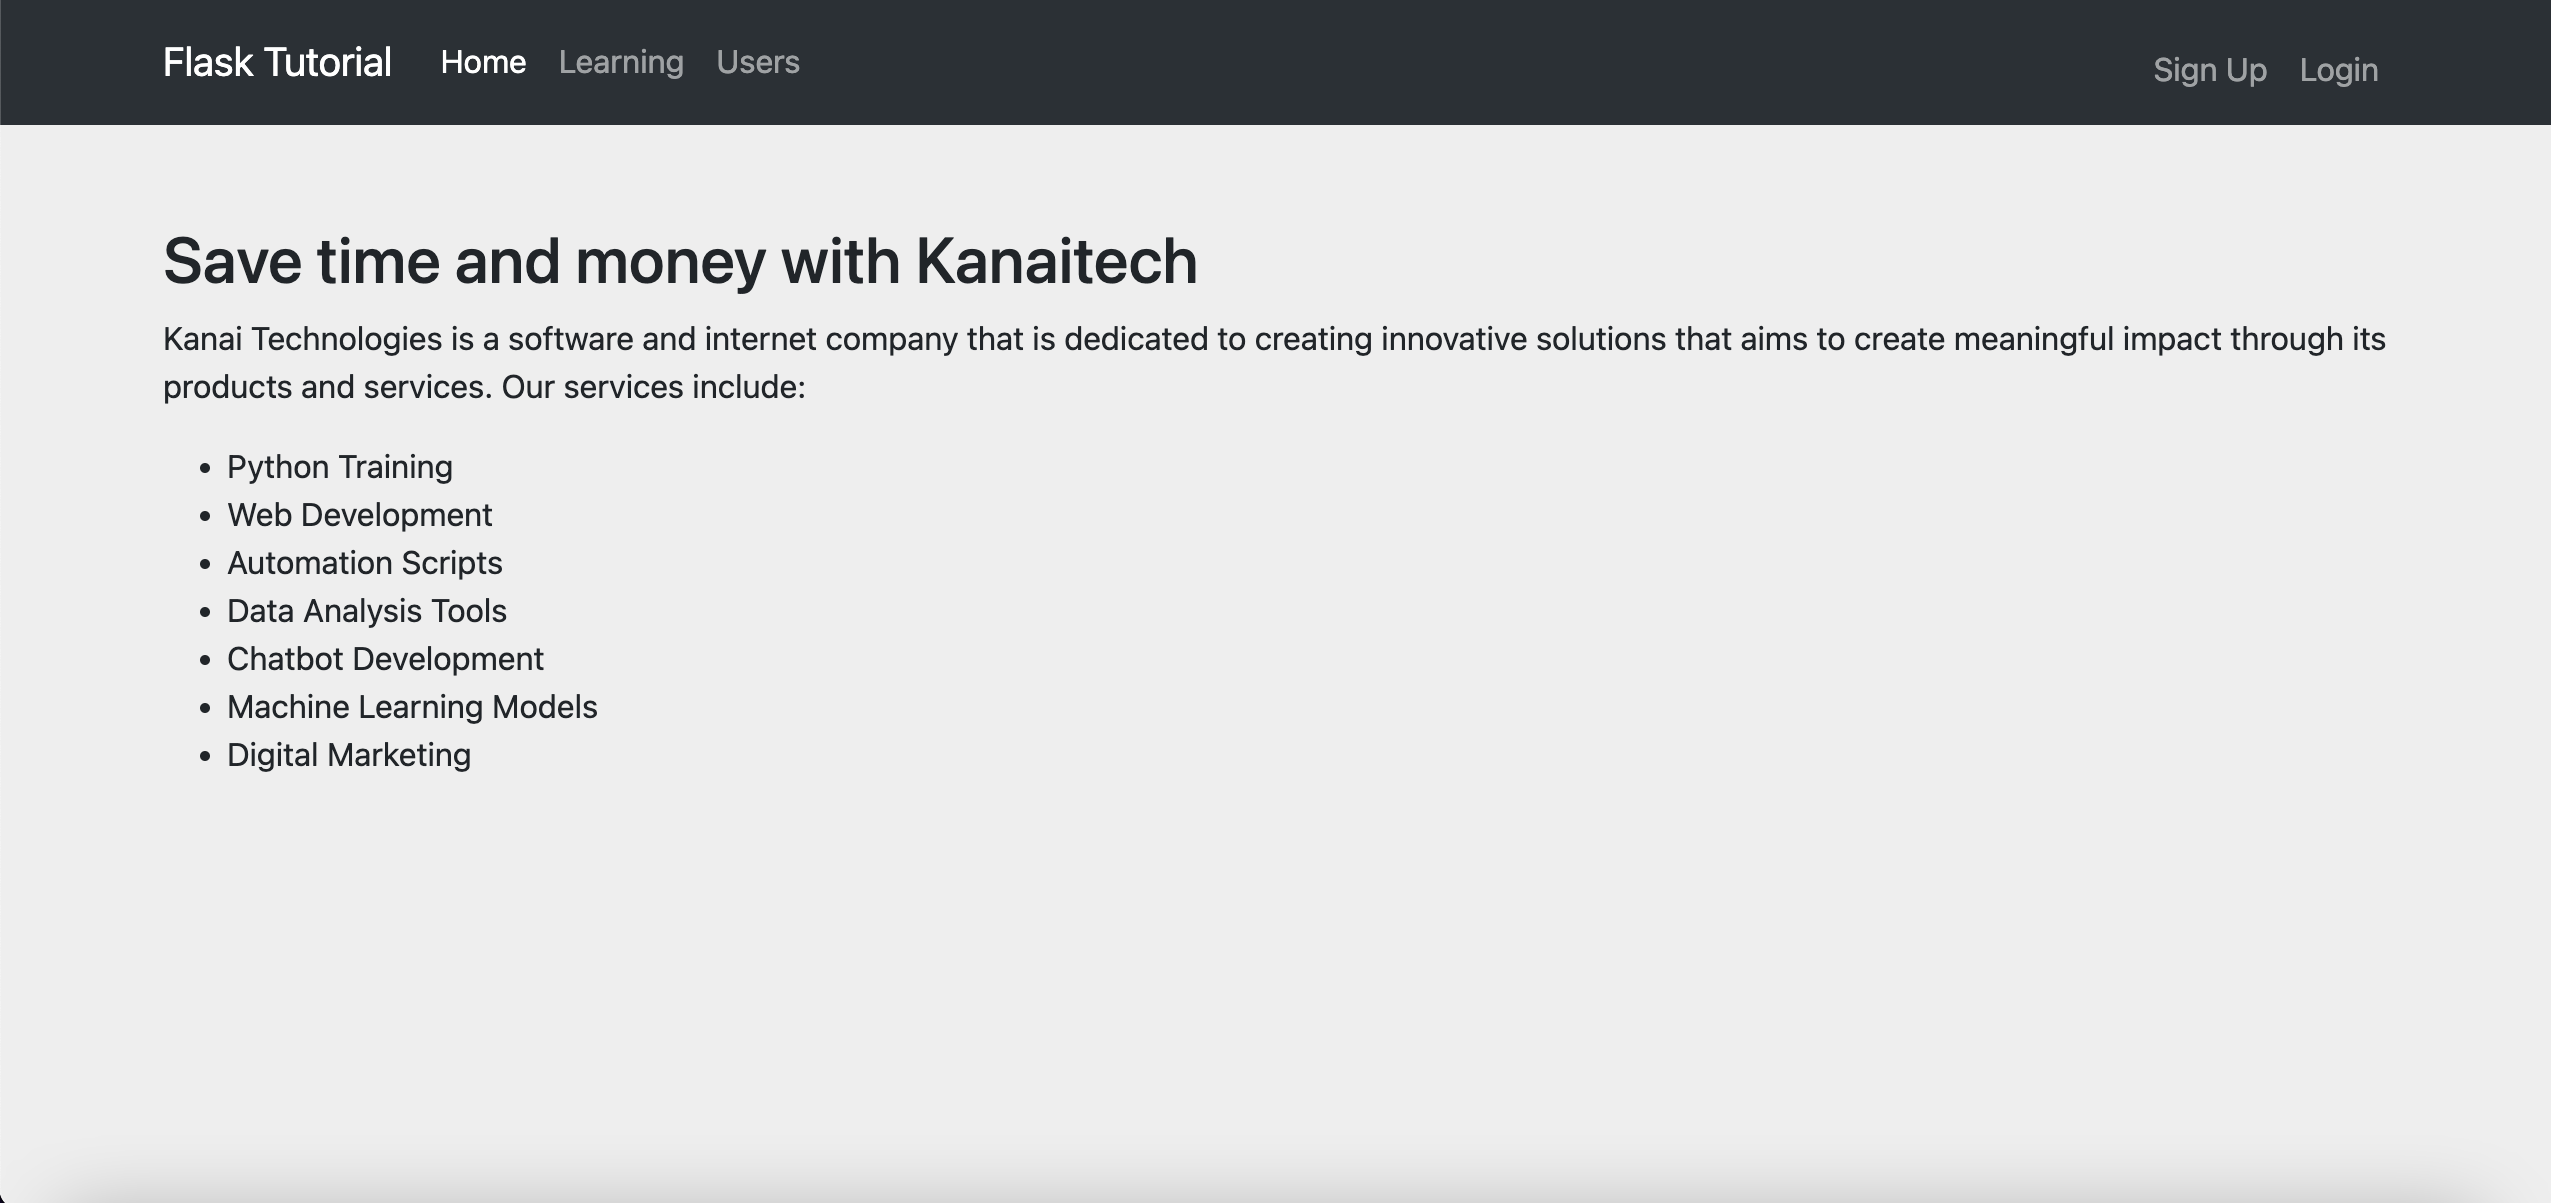 Flask Tutorial Home Learning Users Sign Up Login
Save time and money with Kanaitech
Kanai Technologies is a software and internet company that is dedicated to creating innovative solutions that aims to create meaningful impact through its
products and services. Our services include:
• Python Training
• Web Development
• Automation Scripts
• Data Analysis Tools
• Chatbot Development
• Machine Learning Models
• Digital Marketing